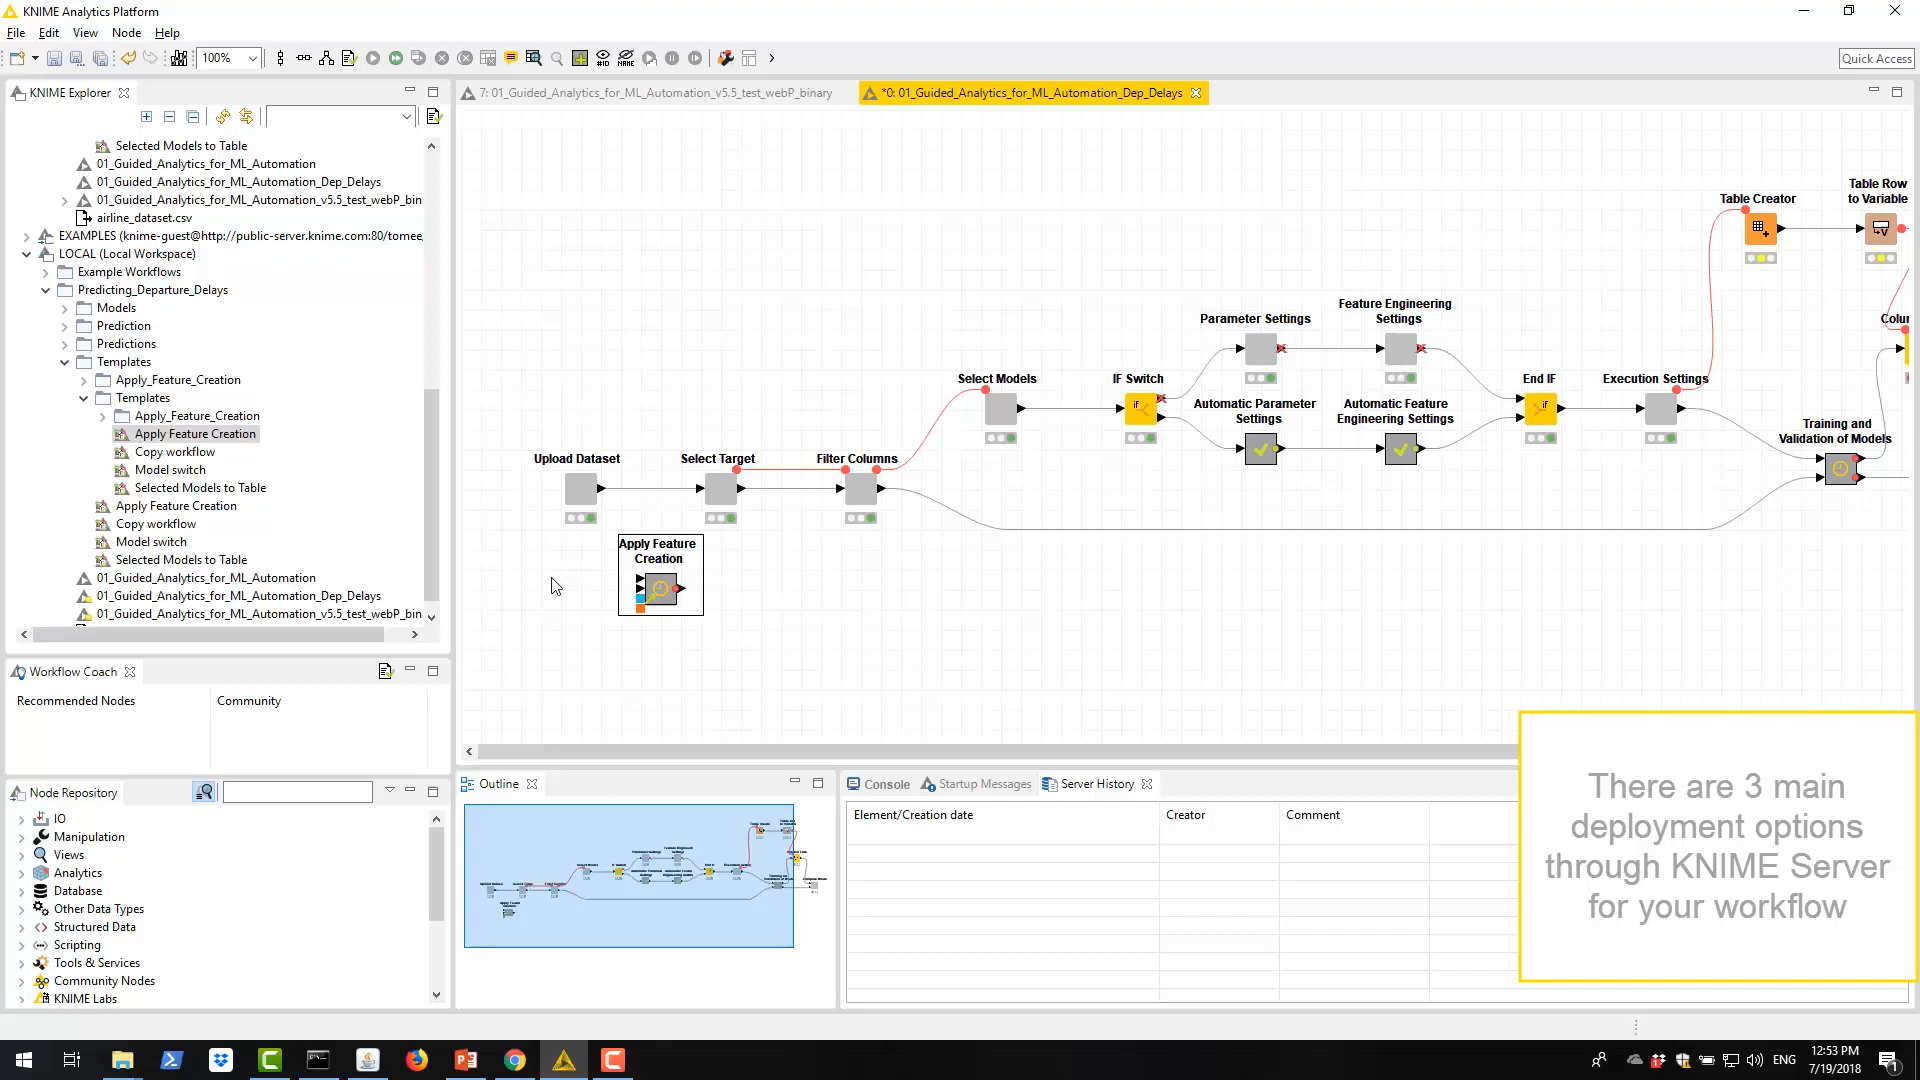 KNIME Analytics Platform
File Edit View Node Help
100%
Quick Access
KNIME Explorer
7: 01_Guided_Analytics_for_ML_Automation_v5.5_test_webP_binary
*0: 01_Guided_Analytics_for_ML_Automation_Dep_Delays
Selected Models to Table
01_Guided_Analytics_for_ML_Automation
01_Guided_Analytics_for_ML_Automation_Dep_Delays
01_Guided_Analytics_for_ML_Automation_v5.5_test_webP_bin
airline_dataset.csv
EXAMPLES (knime-guest@http://public-server.knime.com:80/tomee,
LOCAL (Local Workspace)
Example Workflows
Predicting_Departure_Delays
Models
Prediction
Predictions
Templates
Apply_Feature_Creation
Templates
Apply_Feature_Creation
Apply Feature Creation
Copy workflow
Model switch
Selected Models to Table
Apply Feature Creation
Copy workflow
Model switch
Selected Models to Table
01_Guided_Analytics_for_ML_Automation
01_Guided_Analytics_for_ML_Automation_Dep_Delays
01_Guided_Analytics_for_ML_Automation_v5.5_test_webP_bin
Table Creator
Table Row
to Variable
Feature Engineering
Settings
Parameter Settings
Colu
Select Models
IF Switch
if
End IF
if
Execution Settings
Automatic Parameter
Settings
Automatic Feature
Engineering Settings
Training and
Validation of Models
Upload Dataset
Select Target
Filter Columns
Apply Feature
Creation
Workflow Coach
Recommended Nodes
Community
Node Repository
IO
Manipulation
Views
Analytics
Database
Other Data Types
Structured Data
Scripting
Tools & Services
Community Nodes
KNIME Labs
Outline
Console
Startup Messages
Server History
Element/Creation date
Creator
Comment
There are 3 main
deployment options
through KNIME Server
for your workflow
ENG
12:53 PM
7/19/2018
1